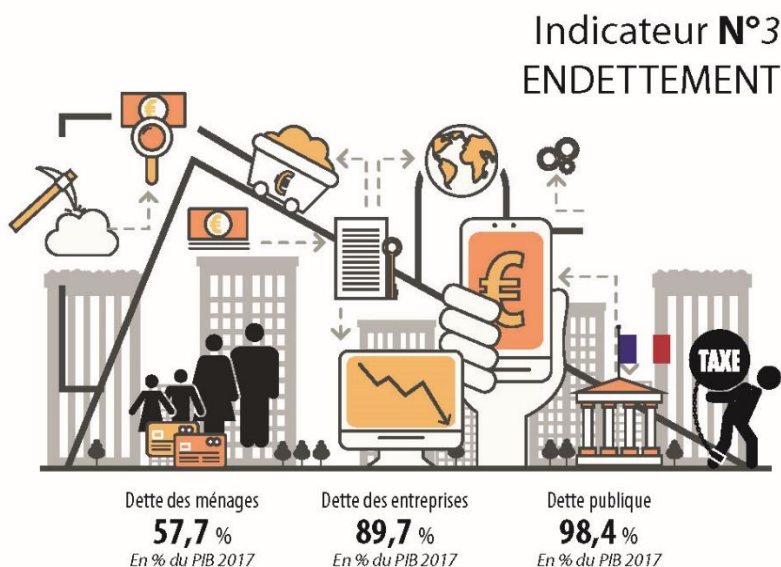 Indicateur N°3
ENDETTEMENT
€
€
€
€
TAXE
Dette des ménages
57,7 %
En % du PIB 2017
Dette des entreprises
89,7 %
En % du PIB 2017
Dette publique
98,4 %
En % du PIB 2017